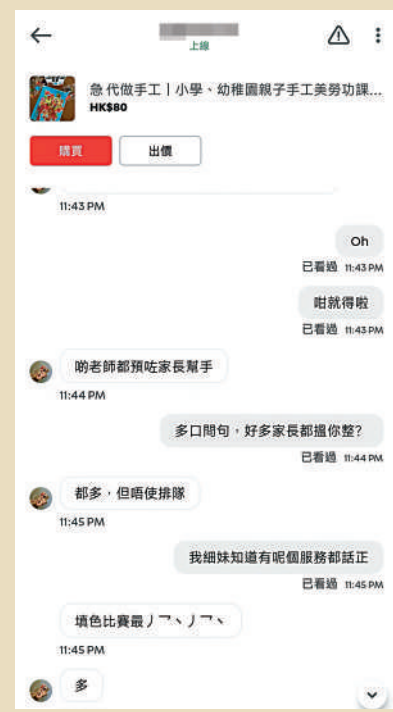 上線
急 代做手工丨小學、幼稚園親子手工美勞功課...
HK$80
購買
出價
11:43 PM
Oh
已看過 11:43 PM
咁就得啦
已看過 11:43 PM
啲老師都預咗家長幫手
11:44 PM
多口問句，好多家長都搵你整？
已看過 11:44 PM
都多，但唔使排隊
11:45 PM
我細妹知道有呢個服務都話正
已看過 11:45 PM
填色比賽最丿乛丶丿乛丶
11:45 PM
多